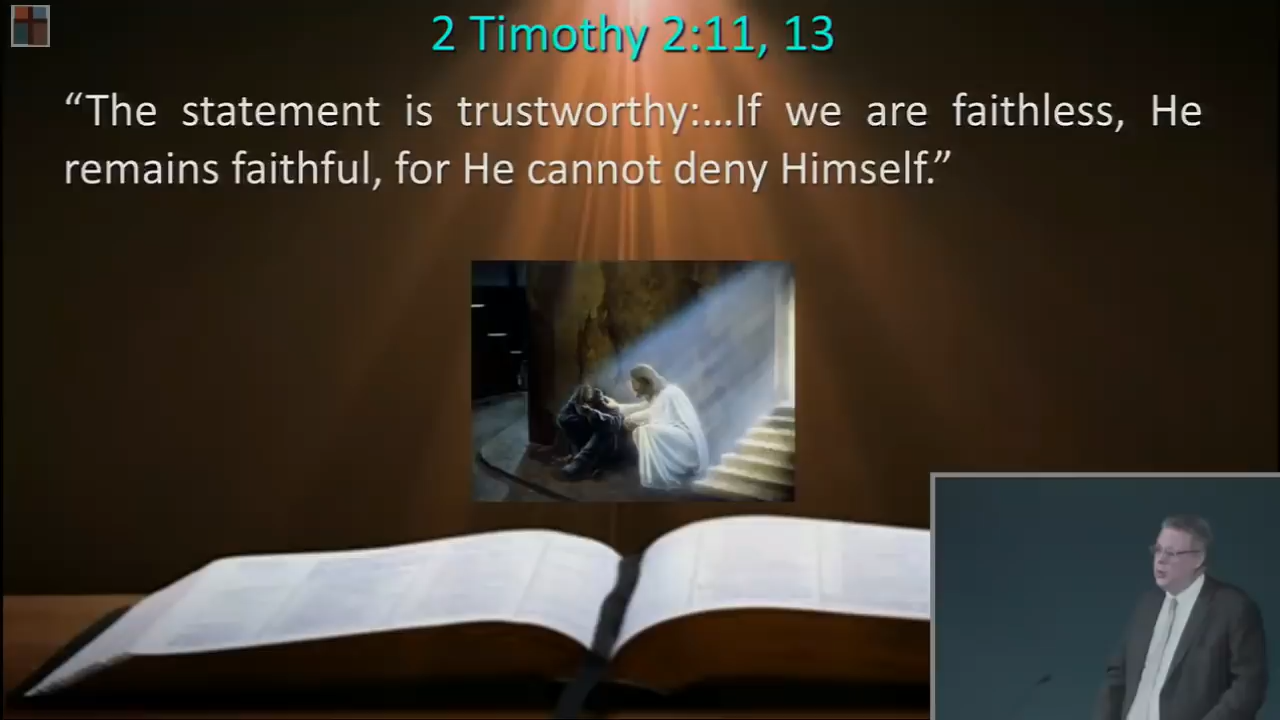 2 Timothy 2:11, 13
“The statement is trustworthy:...If we are faithless, He
remains faithful, for He cannot deny Himself.”